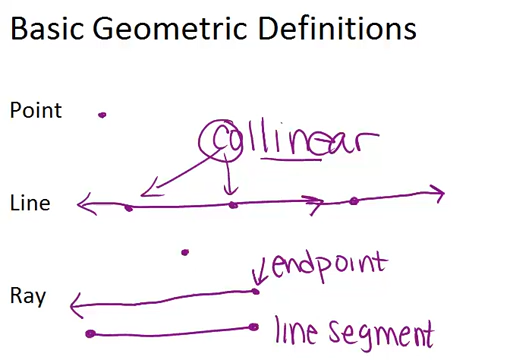 Basic Geometric Definitions
Point
collinear
Line
endpoint
Ray
line segment